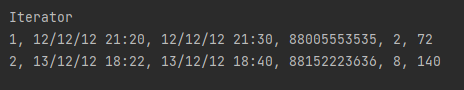 Iterator
1, 12/12/12 21:20, 12/12/12 21:30, 88005553535, 2, 72
2, 13/12/12 18:22, 13/12/12 18:40, 88152223636, 8, 140